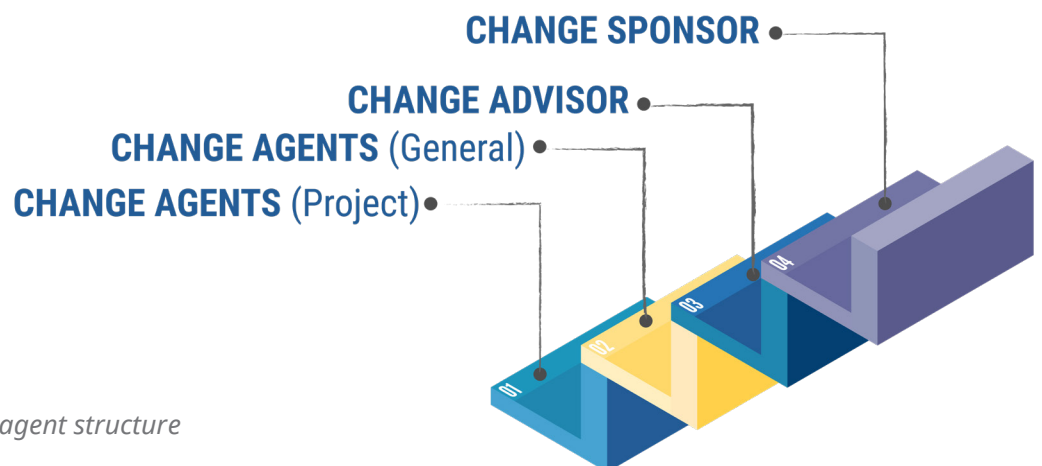 CHANGE SPONSOR
CHANGE ADVISOR
CHANGE AGENTS (General)
CHANGE AGENTS (Project)
04
03
02
01
agent structure